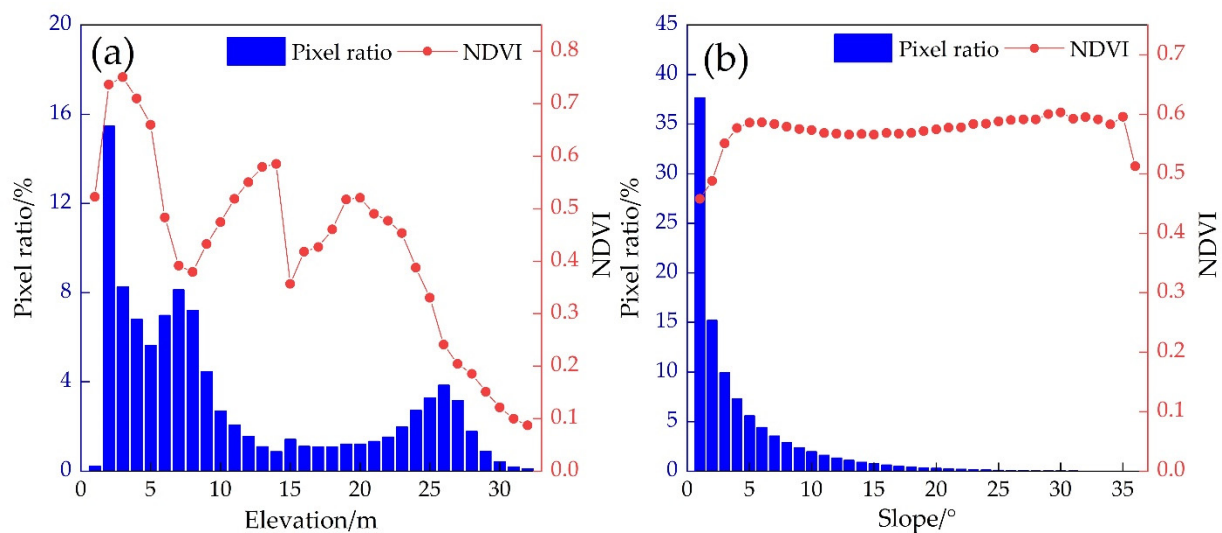 (a)
Pixel ratio
NDVI
20
16
12
8
4
0
Pixel ratio/%
0.8
0.7
0.6
0.5
0.4
0.3
0.2
0.1
0.0
NDVI
0 5 10 15 20 25 30
Elevation/m
(b)
Pixel ratio
NDVI
45
40
35
30
25
20
15
10
5
0
Pixel ratio/%
0.7
0.6
0.5
0.4
0.3
0.2
0.1
0.0
NDVI
0 5 10 15 20 25 30 35
Slope/°